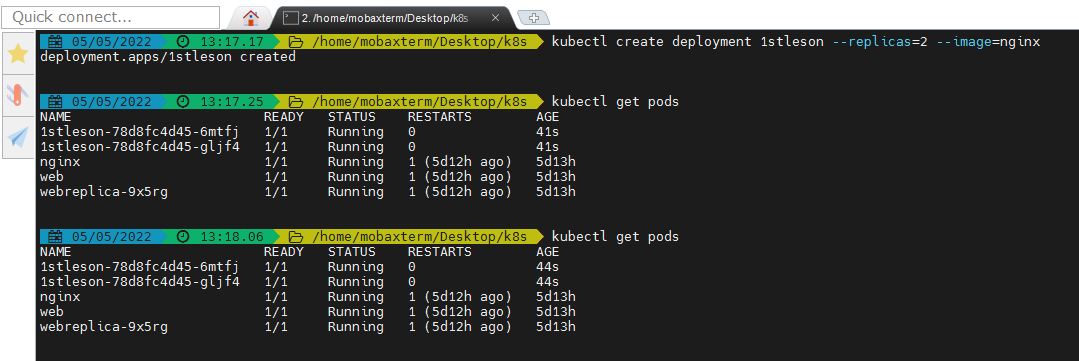 Quick connect...
2. /home/mobaxterm/Desktop/k8s
05/05/2022 13:17.17 /home/mobaxterm/Desktop/k8s kubectl create deployment 1stleson --replicas=2 --image=nginx
deployment.apps/1stleson created
05/05/2022 13:17.25 /home/mobaxterm/Desktop/k8s kubectl get pods
NAME READY STATUS RESTARTS AGE
1stleson-78d8fc4d45-6mtfj 1/1 Running 0 41s
1stleson-78d8fc4d45-gljf4 1/1 Running 0 41s
nginx 1/1 Running 1 (5d12h ago) 5d13h
web 1/1 Running 1 (5d12h ago) 5d13h
webreplica-9x5rg 1/1 Running 1 (5d12h ago) 5d13h
05/05/2022 13:18.06 /home/mobaxterm/Desktop/k8s kubectl get pods
NAME READY STATUS RESTARTS AGE
1stleson-78d8fc4d45-6mtfj 1/1 Running 0 44s
1stleson-78d8fc4d45-gljf4 1/1 Running 0 44s
nginx 1/1 Running 1 (5d12h ago) 5d13h
web 1/1 Running 1 (5d12h ago) 5d13h
webreplica-9x5rg 1/1 Running 1 (5d12h ago) 5d13h